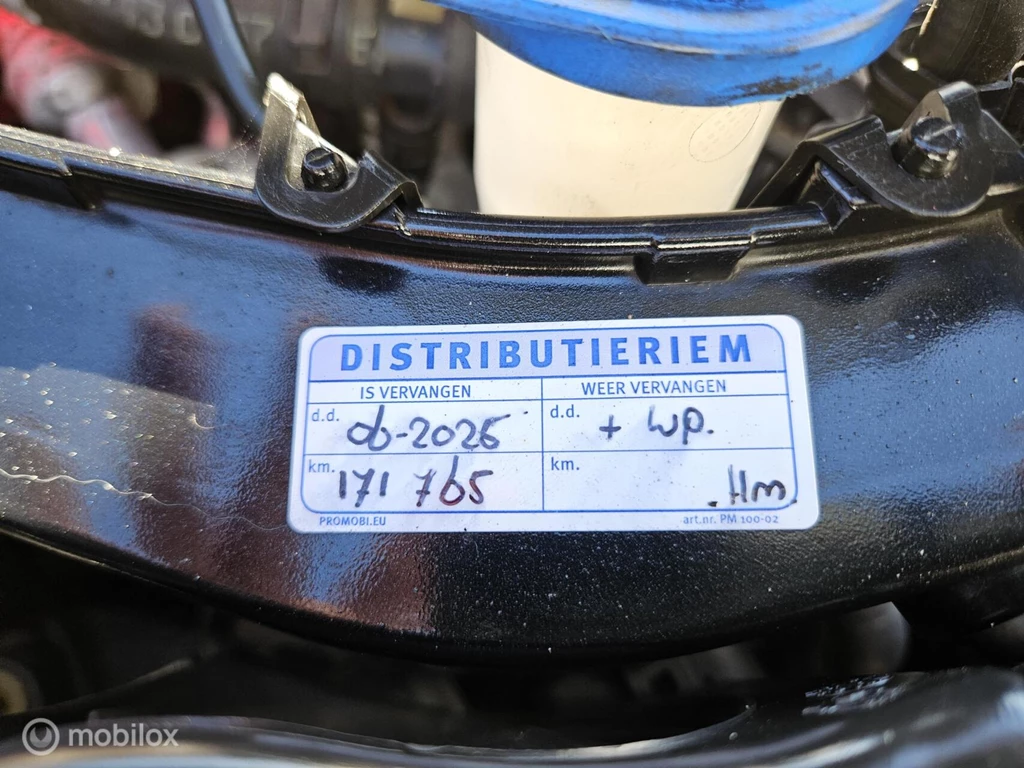 DISTRIBUTIERIEM
IS VERVANGEN
WEER VERVANGEN
d.d. 06-2025
d.d. + WP.
km. 171 765
km. Hm.
PROMOBI.EU
art.nr. PM 100-02
mobilox